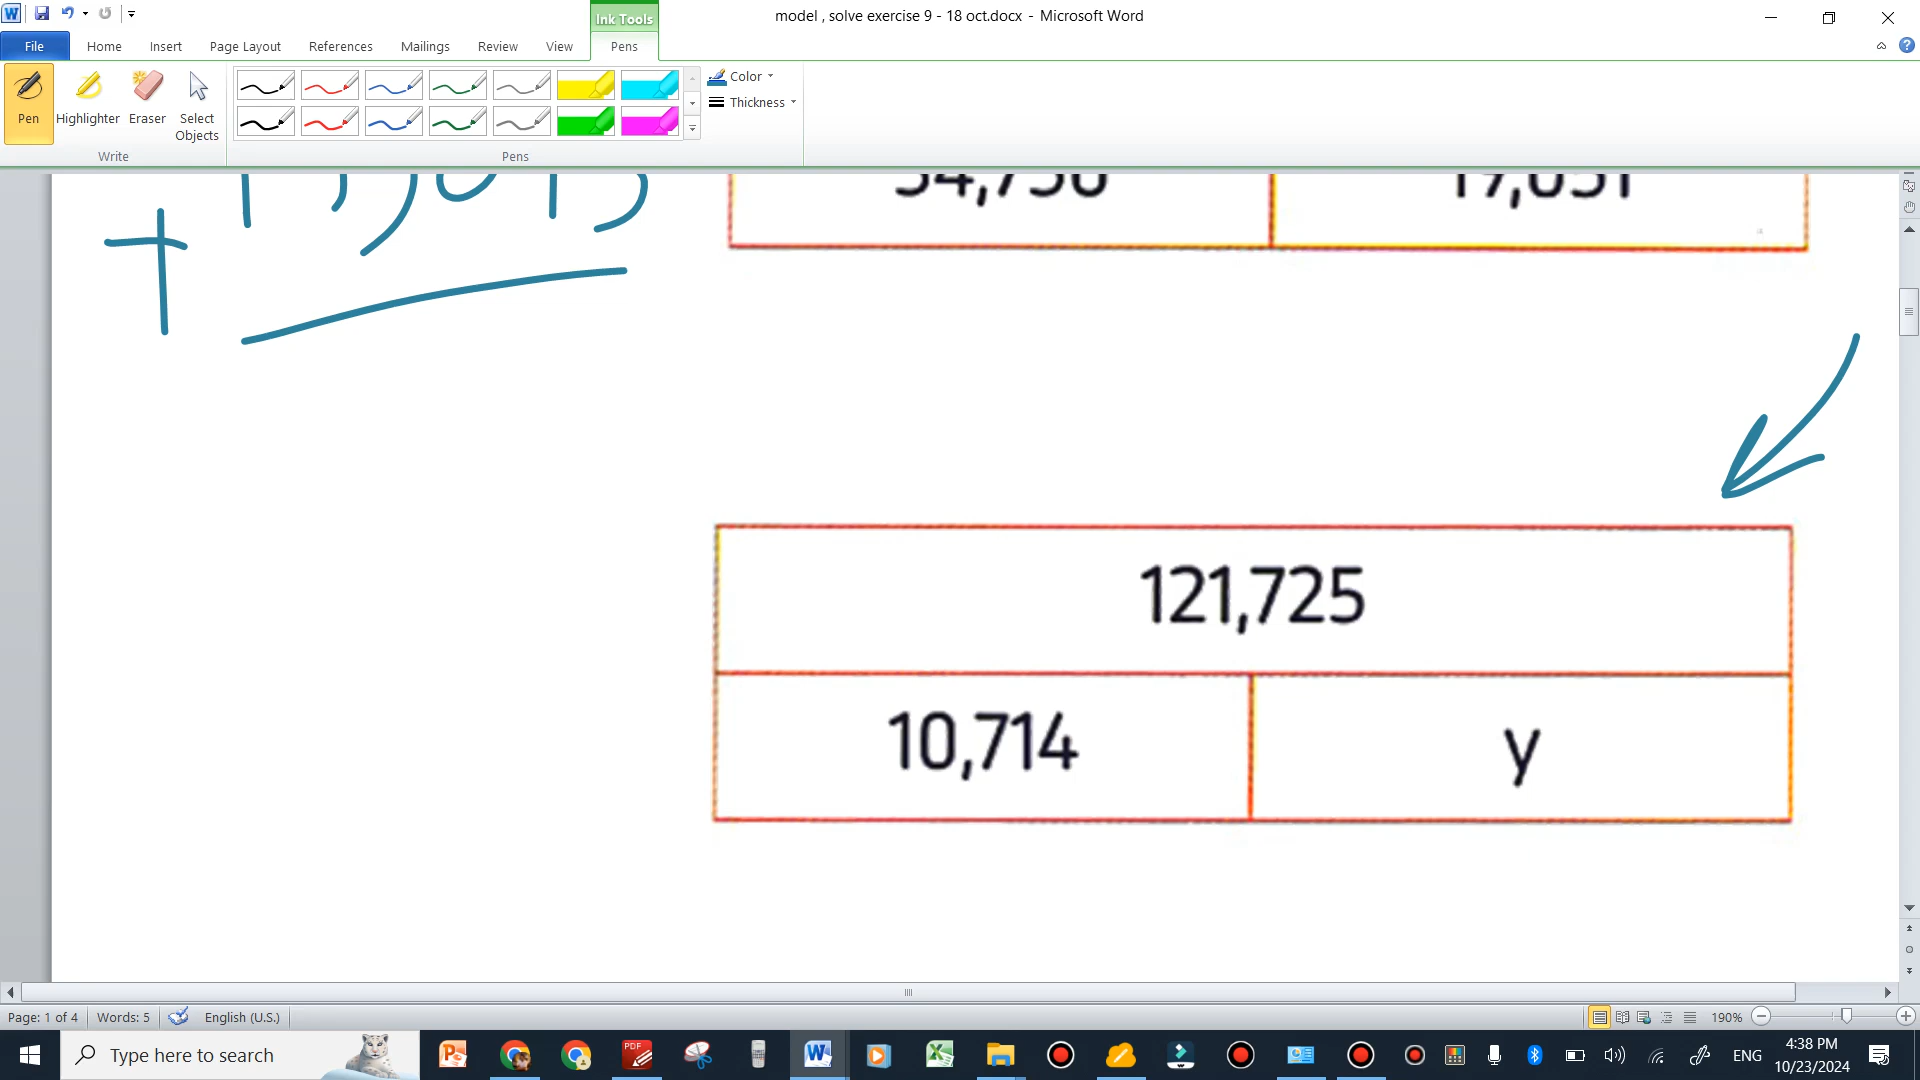 model , solve exercise 9 - 18 oct.docx - Microsoft Word
Ink Tools
File Home Insert Page Layout References Mailings Review View Pens
Pen Highlighter Eraser Select Objects
Color
Thickness
Write Pens
+
121,725
10,714 y
Page: 1 of 4 Words: 5 English (U.S.) 190%
Type here to search
ENG
4:38 PM
10/23/2024